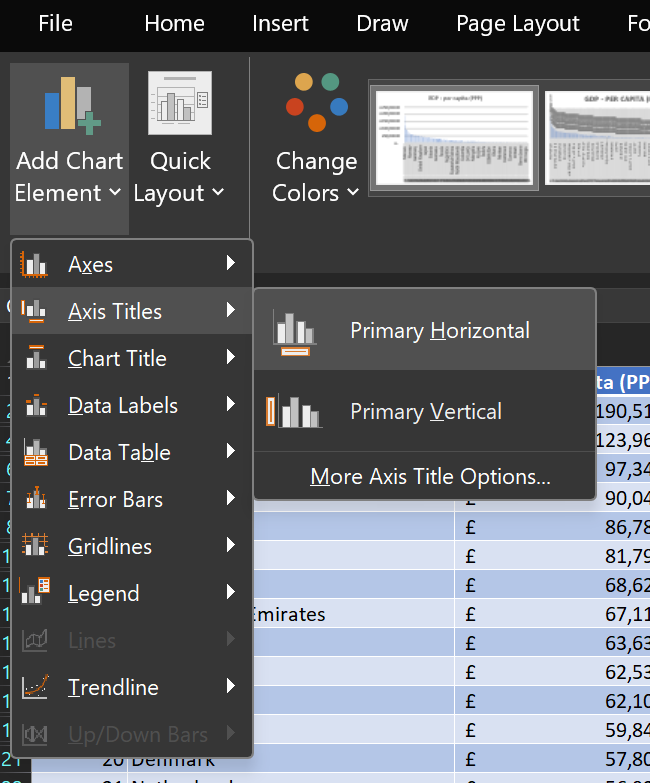 File Home Insert Draw Page Layout Fo
Add Chart Element
Quick Layout
Change Colors
GDP - per capita (PPP)
GDP - PER CAPITA (
Axes
Axis Titles
Chart Title
Data Labels
Data Table
Error Bars
Gridlines
Legend
Lines
Trendline
Up/Down Bars
Primary Horizontal
Primary Vertical
More Axis Title Options...
ta (PP
190,51
123,96
£ 97,34
£ 90,04
£ 86,78
£ 81,79
£ 68,62
Emirates £ 67,11
£ 63,63
£ 62,53
£ 62,10
£ 59,84
21 20 Denmark £ 57,80